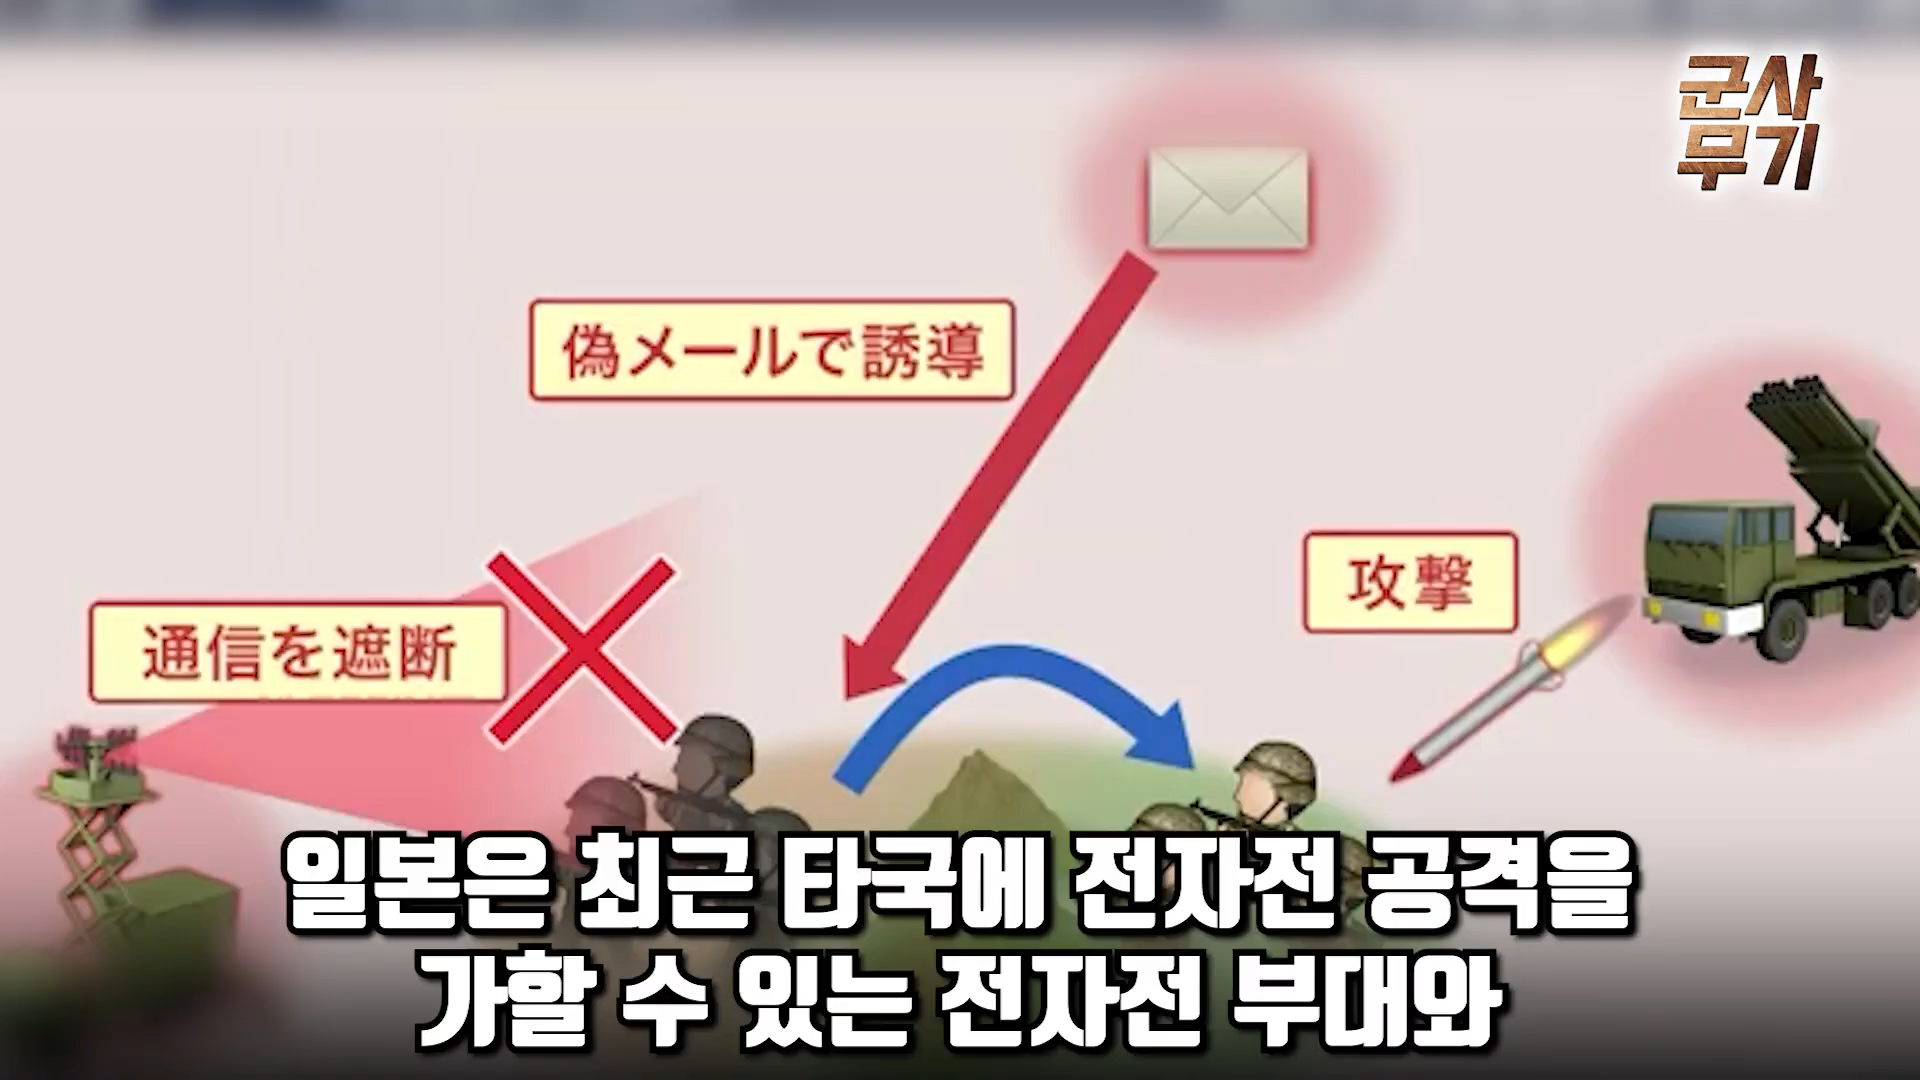 군사
무기
偽メールで誘導
攻撃
通信を遮断
일본은 최근 타국에 전자전 공격을
가할 수 있는 전자전 부대와